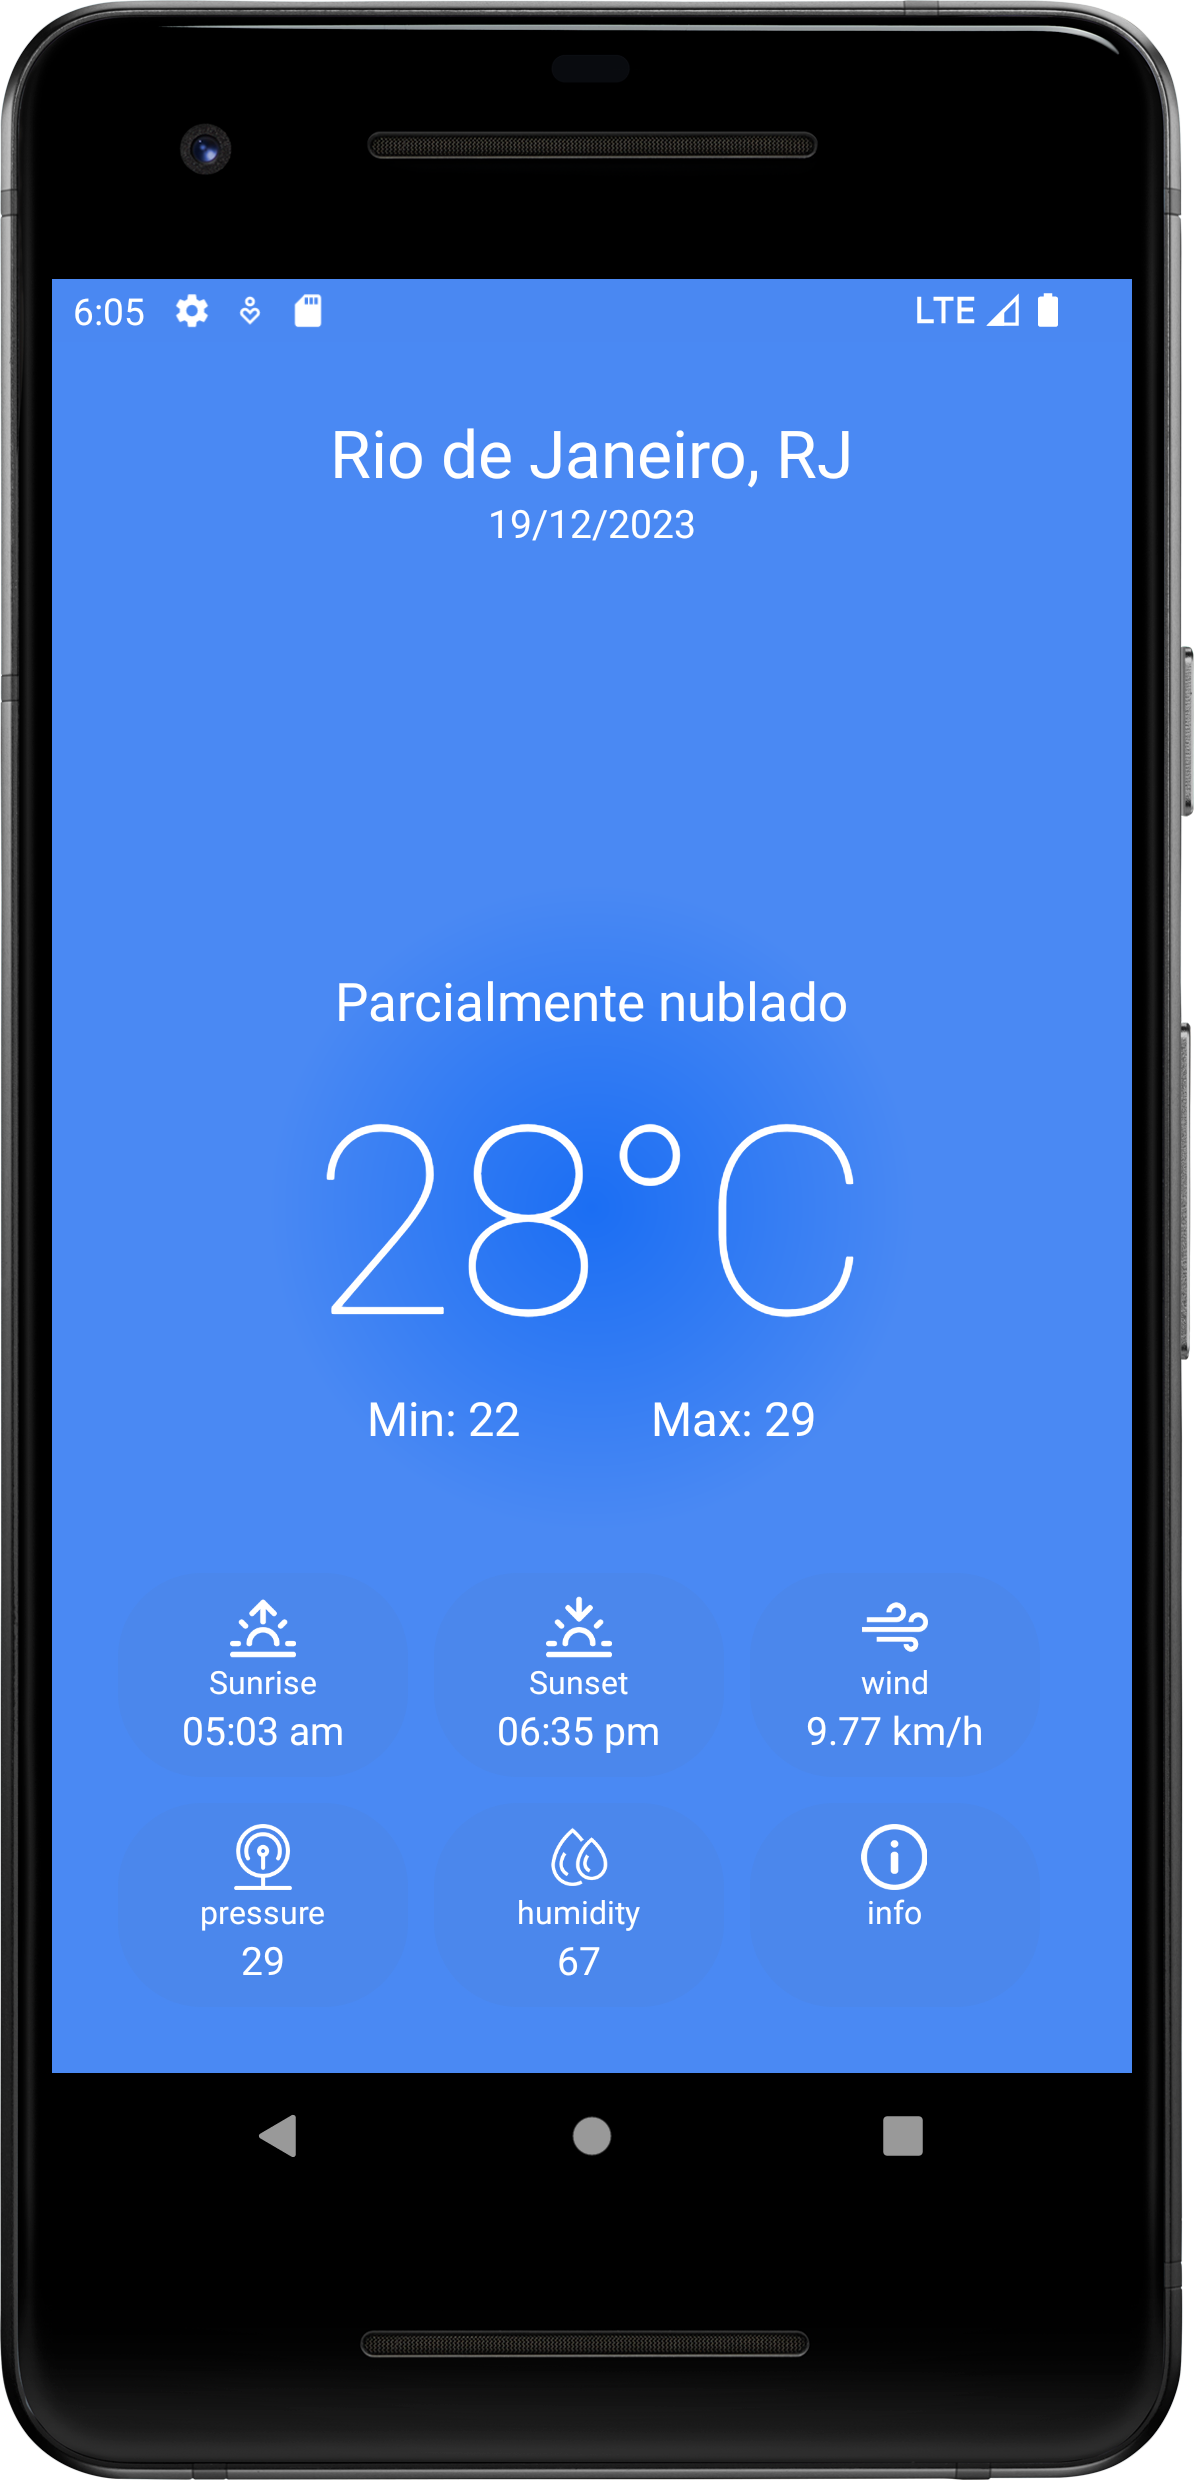 6:05 LTE
Rio de Janeiro, RJ
19/12/2023
Parcialmente nublado
28°C
Min: 22 Max: 29
Sunrise Sunset wind
05:03 am 06:35 pm 9.77 km/h
pressure humidity info
29 67